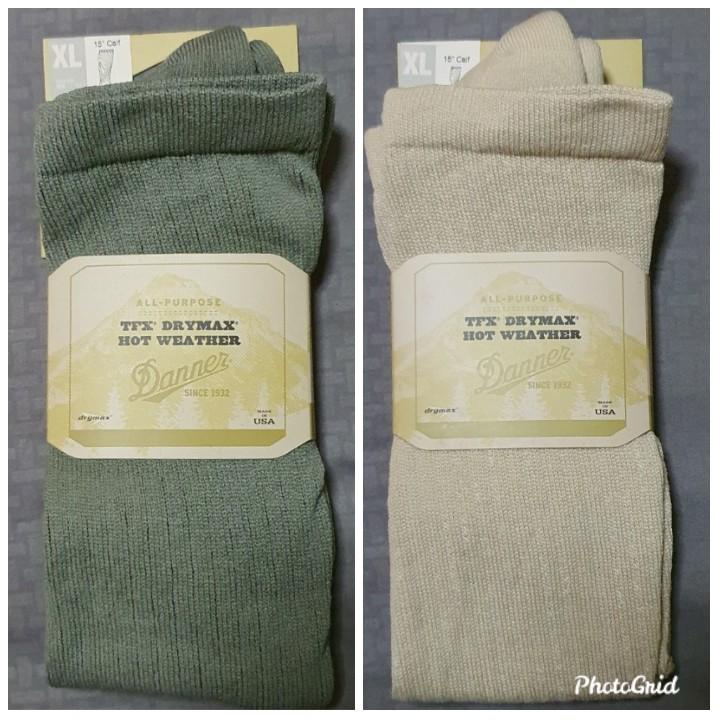 XL
15" Calf
ALL-PURPOSE
TFX® DRYMAX®
HOT WEATHER
Danner
SINCE 1932
drymax®
MADE
IN
USA
XL
15" Calf
ALL-PURPOSE
TFX® DRYMAX®
HOT WEATHER
Danner
SINCE 1932
drymax®
MADE
IN
USA
PhotoGrid